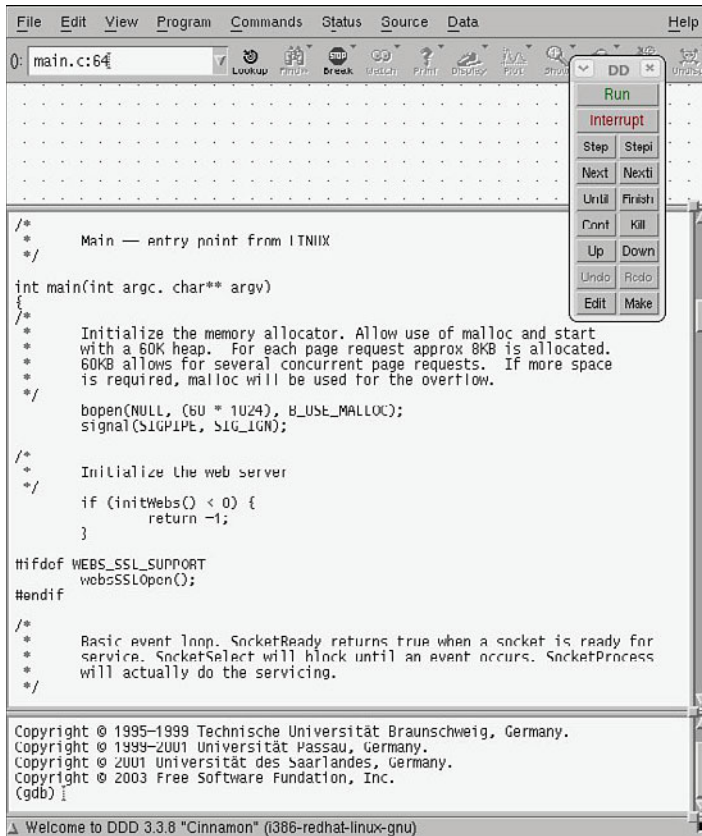 File Edit View Program Commands Status Source Data Help
(): main.c:64
Lookup Break Print Display Plot
DD
Run
Interrupt
Step Stepi
Next Nexti
Until Finish
Cont Kill
Up Down
Undo Redo
Edit Make
/*
* Main — entry point from LINUX
*/
int main(int argc, char** argv)
{
/*
* Initialize the memory allocator. Allow use of malloc and start
* with a 60K heap. For each page request approx 8KB is allocated.
* 60KB allows for several concurrent page requests. If more space
* is required, malloc will be used for the overflow.
*/
bopen(NULL, (60 * 1024), B_USE_MALLOC);
signal(SIGPIPE, SIG_IGN);
/*
* Initialize the web server
*/
if (initWebs() < 0) {
return −1;
}
#ifdef WEBS_SSL_SUPPORT
websSSLOpen();
#endif
/*
* Basic event loop. SocketReady returns true when a socket is ready for
* service. SocketSelect will block until an event occurs. SocketProcess
* will actually do the servicing.
*/
Copyright © 1995–1999 Technische Universität Braunschweig, Germany.
Copyright © 1999–2001 Universität Passau, Germany.
Copyright © 2001 Universität des Saarlandes, Germany.
Copyright © 2003 Free Software Fundation, Inc.
(gdb)
Welcome to DDD 3.3.8 "Cinnamon" (i386-redhat-linux-gnu)